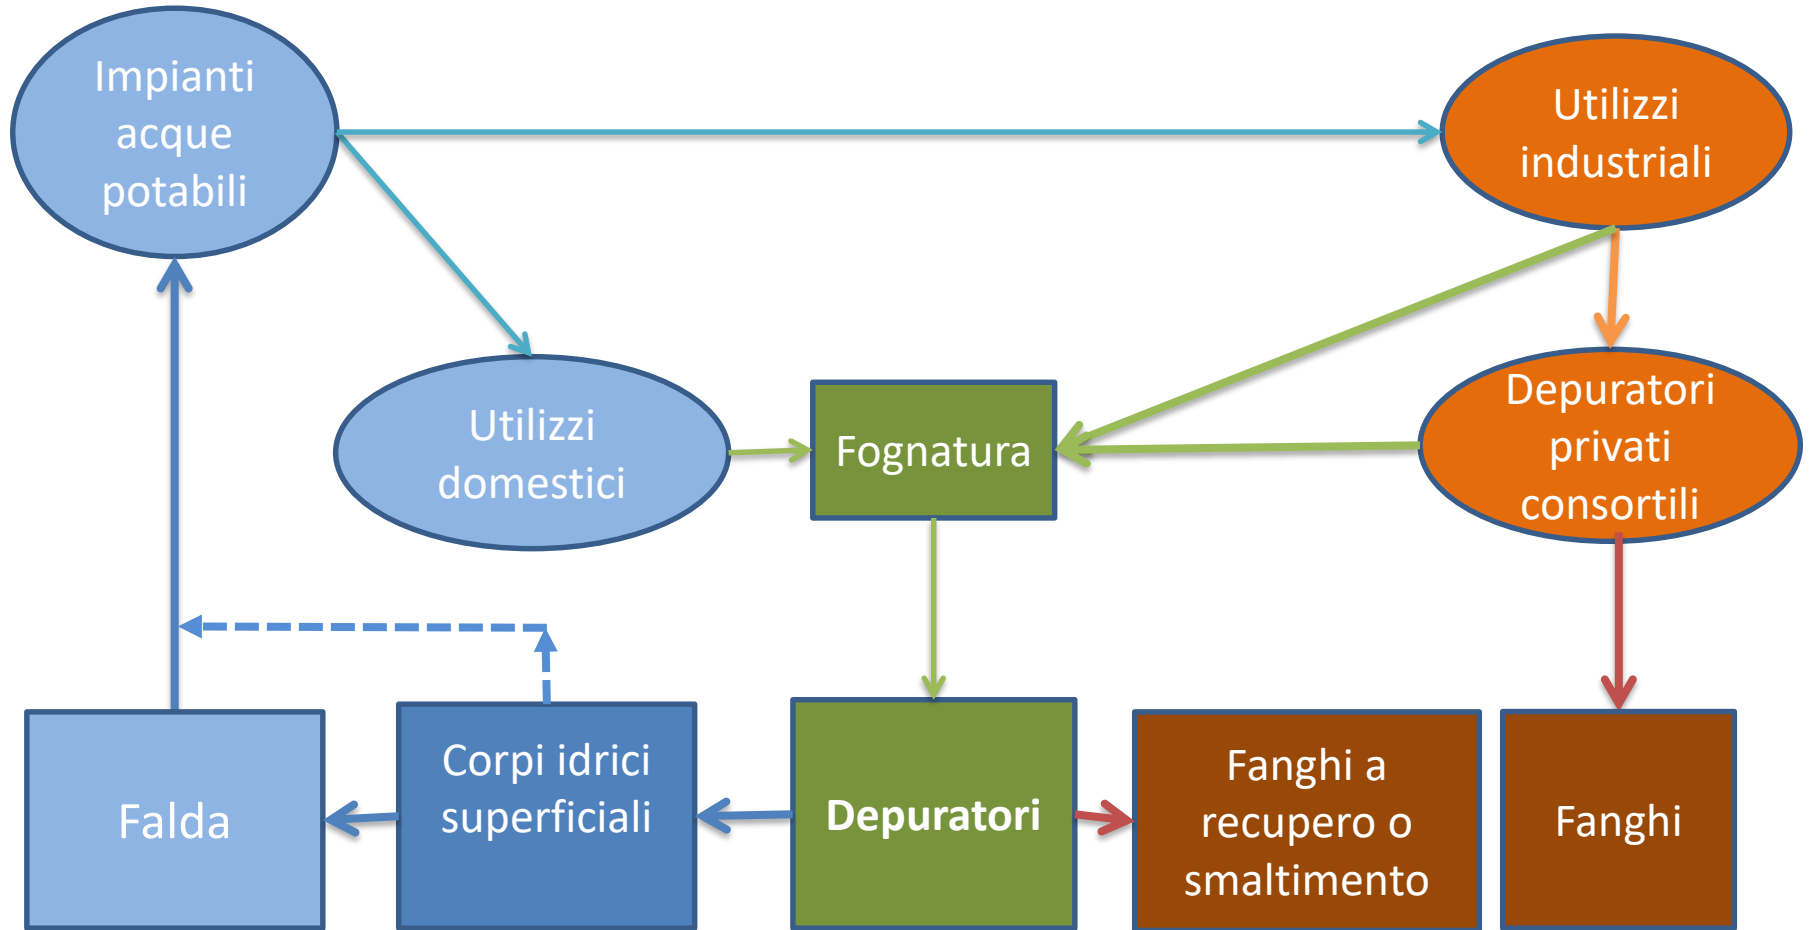 Impianti
acque
potabili
Utilizzi
industriali
Utilizzi
domestici
Fognatura
Depuratori
privati
consortili
Falda
Corpi idrici
superficiali
Depuratori
Fanghi a
recupero o
smaltimento
Fanghi